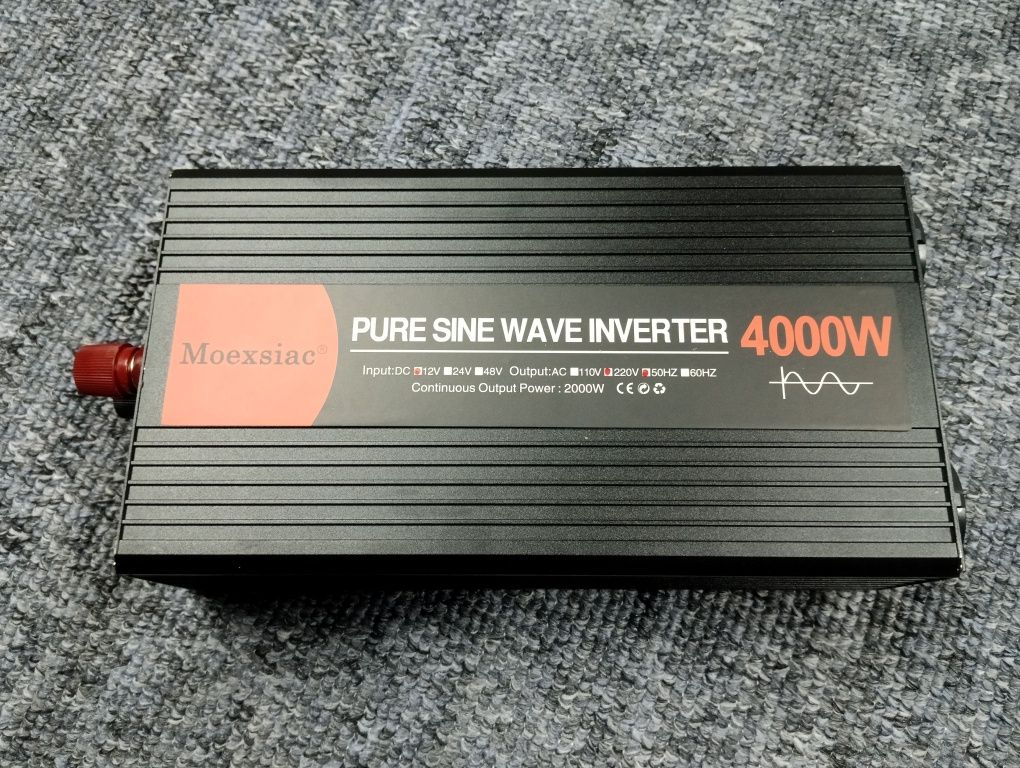 Moexsiac®
PURE SINE WAVE INVERTER 4000W
Input:DC 12V 24V 48V Output:AC 110V 220V 50HZ 60HZ
Continuous Output Power : 2000W CE